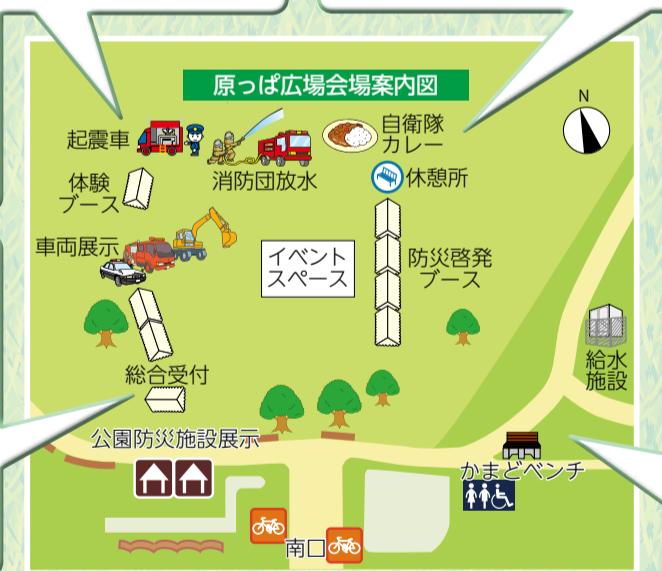 原っぱ広場会場案内図
N
起震車
消防団放水
自衛隊
カレー
体験
ブース
休憩所
車両展示
イベント
スペース
防災啓発
ブース
給水
施設
総合受付
公園防災施設展示
かまどベンチ
南口